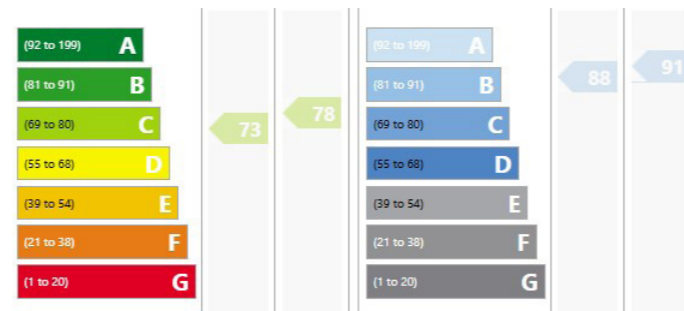 (92 to 199) A
(81 to 91) B
(69 to 80) C
(55 to 68) D
(39 to 54) E
(21 to 38) F
(1 to 20) G
73
78
(92 to 199) A
(81 to 91) B
(69 to 80) C
(55 to 68) D
(39 to 54) E
(21 to 38) F
(1 to 20) G
88
91